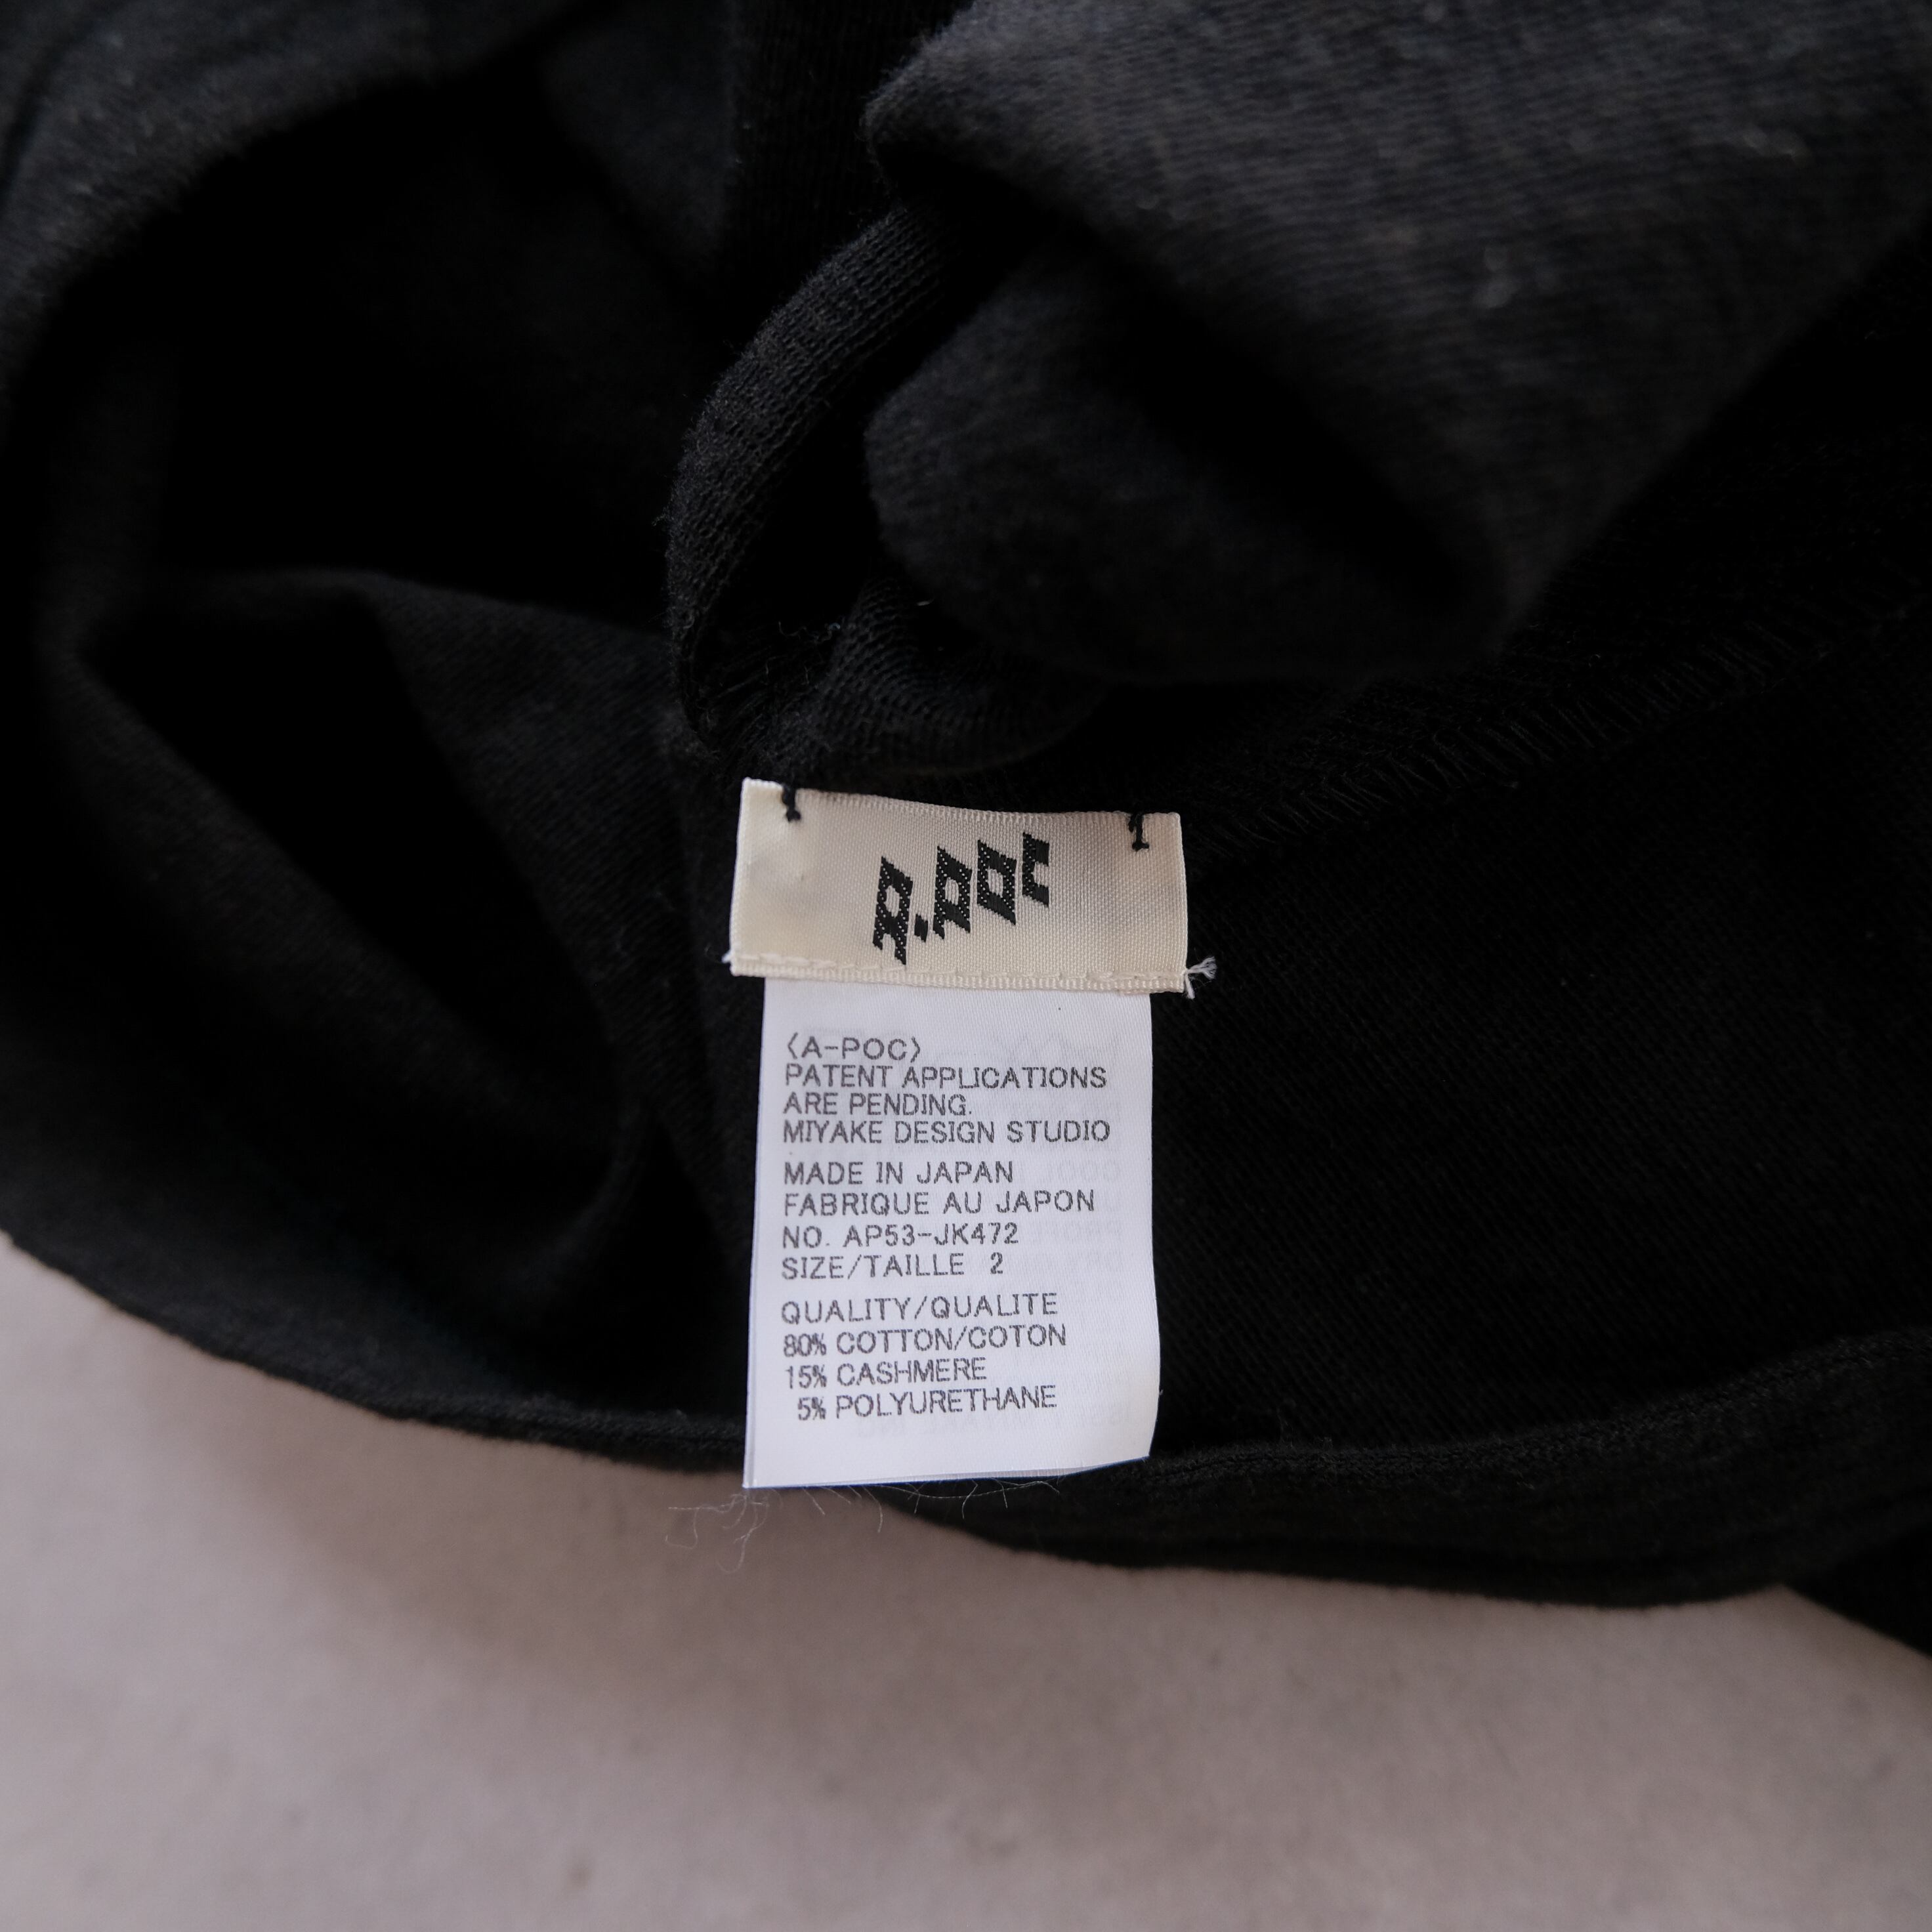 A.POC
〈A-POC〉
PATENT APPLICATIONS
ARE PENDING.
MIYAKE DESIGN STUDIO
MADE IN JAPAN
FABRIQUE AU JAPON
NO. AP53-JK472
SIZE/TAILLE 2
QUALITY/QUALITE
80% COTTON/COTON
15% CASHMERE
5% POLYURETHANE